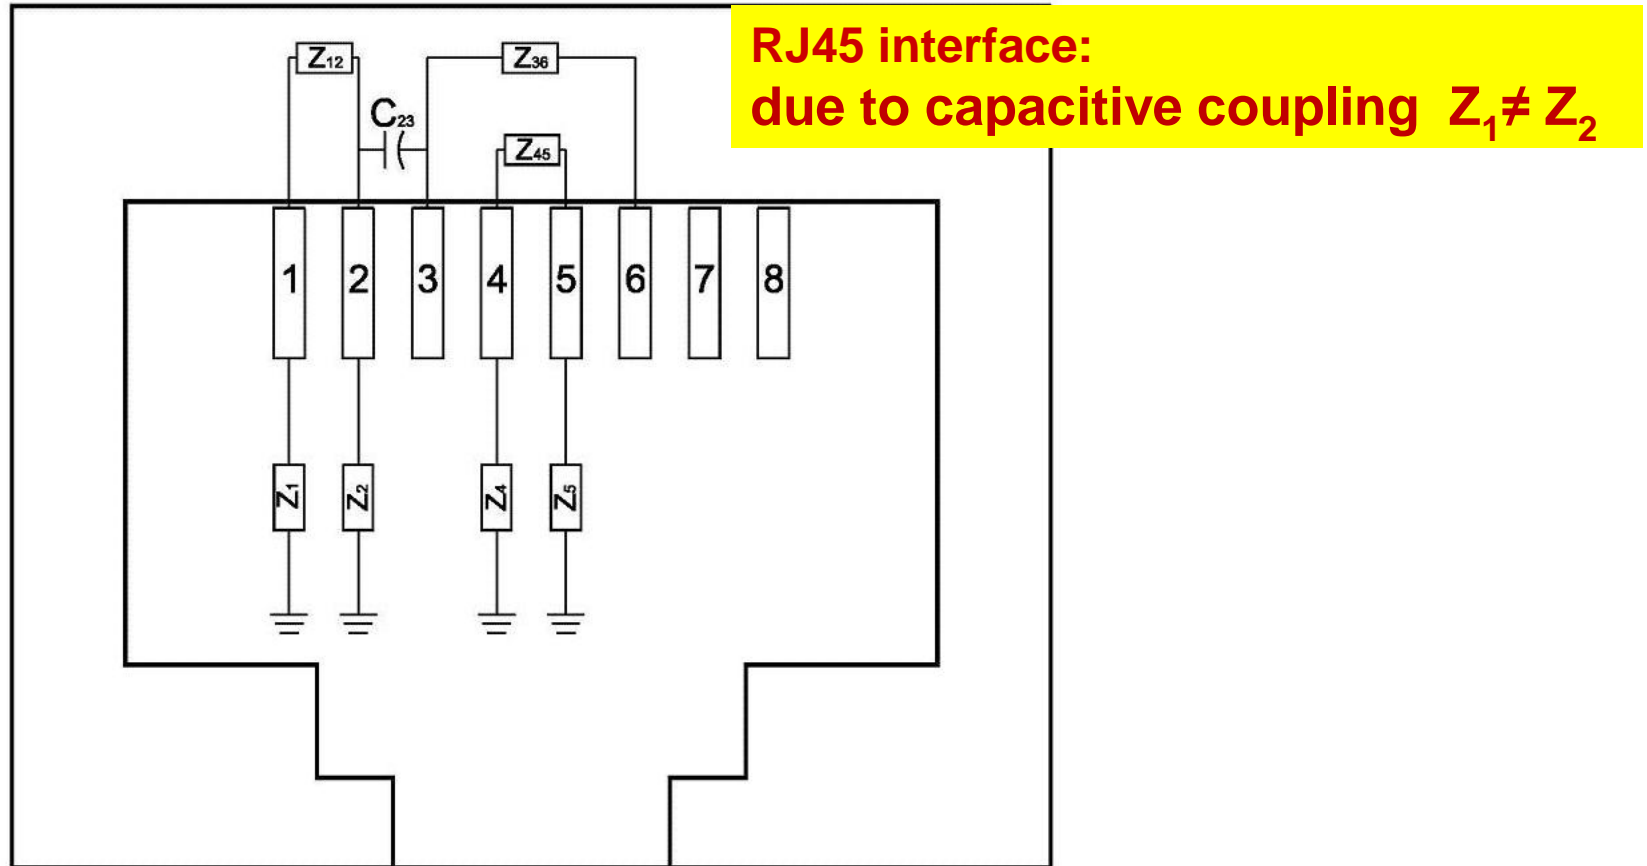 RJ45 interface:
due to capacitive coupling Z₁≠ Z₂
Z₁₂
Z₃₆
C₂₃
Z₄₅
1 2 3 4 5 6 7 8
Z₁ Z₂ Z₄ Z₅